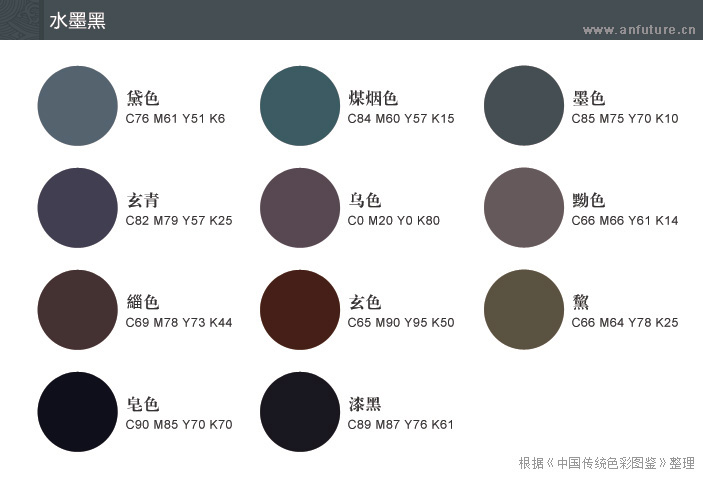 水墨黑
www.anfuture.cn
黛色
C76 M61 Y51 K6
煤烟色
C84 M60 Y57 K15
墨色
C85 M75 Y70 K10
玄青
C82 M79 Y57 K25
乌色
C0 M20 Y0 K80
黝色
C66 M66 Y61 K14
緇色
C69 M78 Y73 K44
玄色
C65 M90 Y95 K50
黧
C66 M64 Y78 K25
皂色
C90 M85 Y70 K70
漆黑
C89 M87 Y76 K61
根据《中国传统色彩图鉴》整理